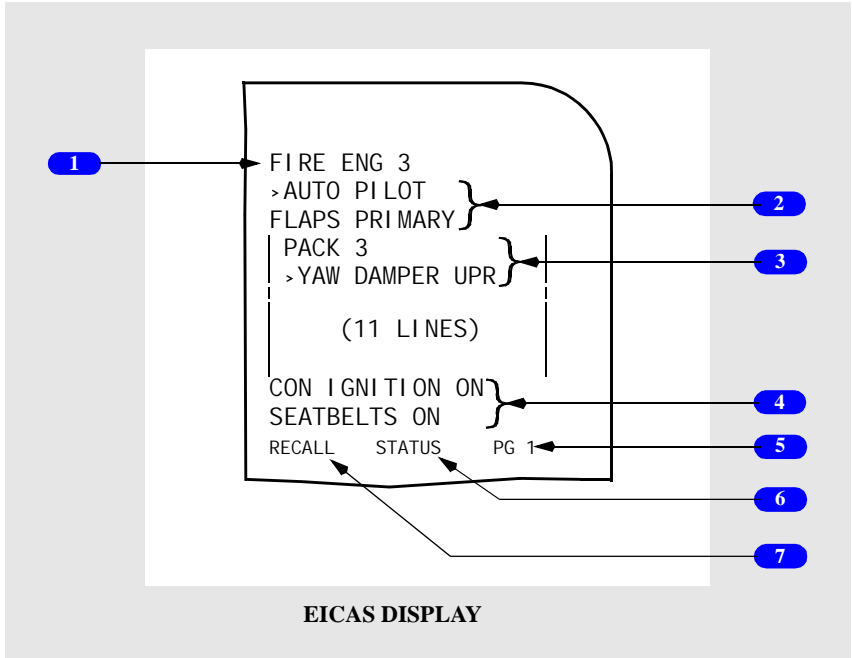 1
FIRE ENG 3
>AUTO PILOT
2
FLAPS PRIMARY
PACK 3
3
>YAW DAMPER UPR
(11 LINES)
CON IGNITION ON
4
SEATBELTS ON
RECALL STATUS PG 1
5
6
7
EICAS DISPLAY